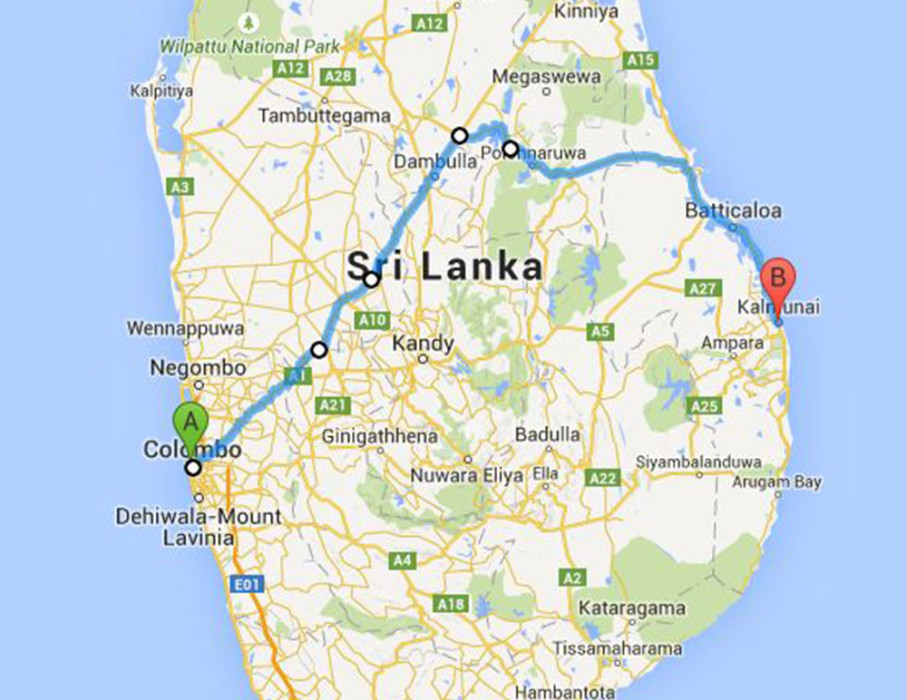 Kinniya
A12
Wilpattu National Park
A15
A12
A28
Megaswewa
Kalpitiya
Tambuttegama
Dambulla
A3
Batticaloa
Sri Lanka
B
A27
Kalmunai
A10
Wennappuwa
A5
Kandy
Ampara
Negombo
A1
A21
A25
A
Ginigathhena
Badulla
Colombo
Siyambalanduwa
Nuwara Eliya
Ella
A22
Arugam Bay
Dehiwala-Mount
Lavinia
A4
E01
A2
A18
Kataragama
Tissamaharama
Hambantota